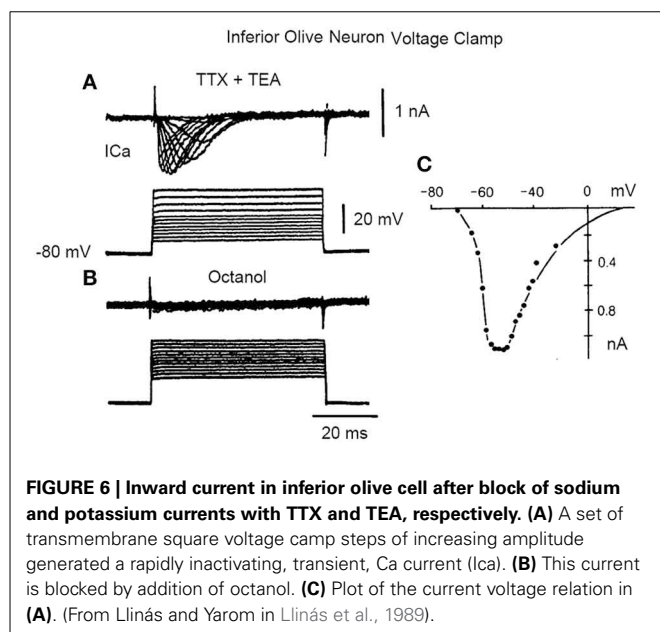 Inferior Olive Neuron Voltage Clamp
A
TTX + TEA
1 nA
ICa
20 mV
-80 mV
B
Octanol
20 ms
C
-80 -60 -40 0 mV
0.4
0.8
nA
FIGURE 6 | Inward current in inferior olive cell after block of sodium
and potassium currents with TTX and TEA, respectively. (A) A set of
transmembrane square voltage camp steps of increasing amplitude
generated a rapidly inactivating, transient, Ca current (Ica). (B) This current
is blocked by addition of octanol. (C) Plot of the current voltage relation in
(A). (From Llinás and Yarom in Llinás et al., 1989).